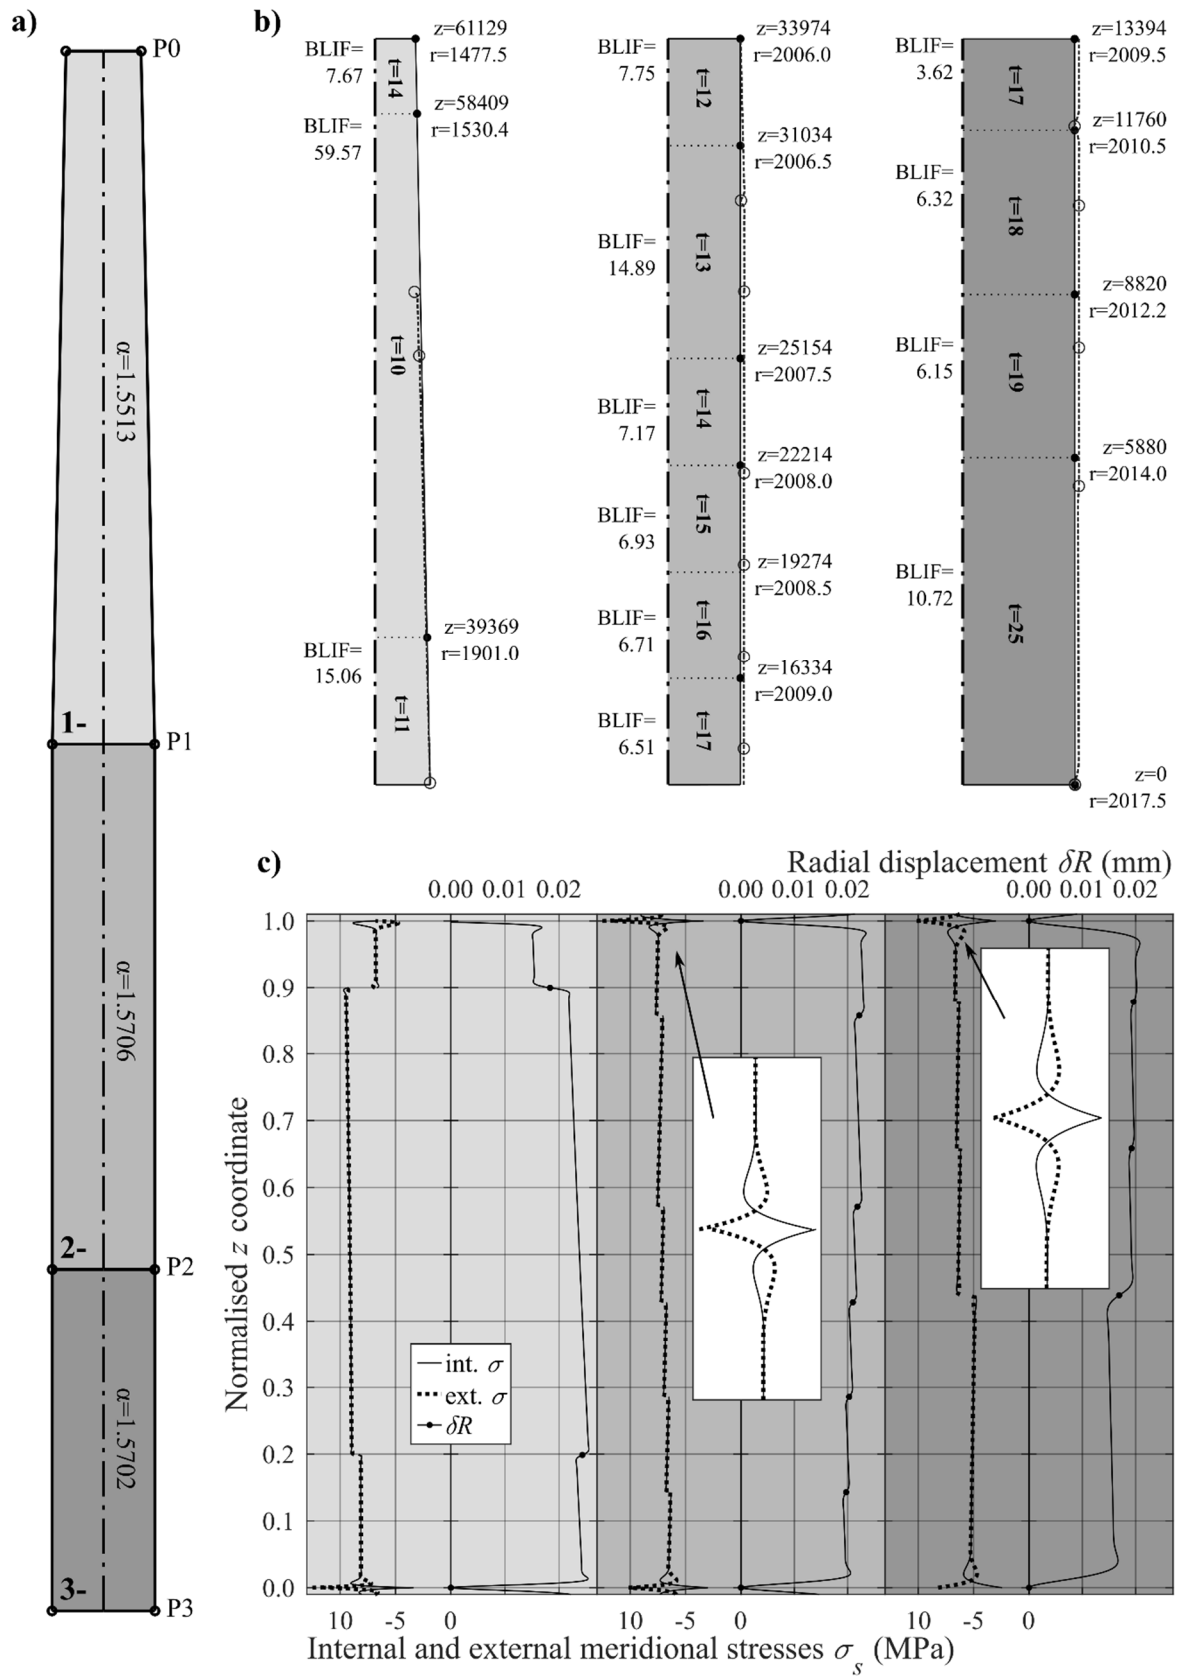 a)
P0
α=1.5513
1-
P1
α=1.5706
2-
P2
α=1.5702
3-
P3
b)
BLIF=
7.67
t=14
z=61129
r=1477.5
z=58409
r=1530.4
BLIF=
59.57
t=10
z=39369
r=1901.0
BLIF=
15.06
t=11
BLIF=
7.75
t=12
z=33974
r=2006.0
z=31034
r=2006.5
BLIF=
14.89
t=13
z=25154
r=2007.5
BLIF=
7.17
t=14
z=22214
r=2008.0
BLIF=
6.93
t=15
z=19274
r=2008.5
BLIF=
6.71
t=16
z=16334
r=2009.0
BLIF=
6.51
t=17
BLIF=
3.62
t=17
z=13394
r=2009.5
z=11760
r=2010.5
BLIF=
6.32
t=18
z=8820
r=2012.2
BLIF=
6.15
t=19
z=5880
r=2014.0
BLIF=
10.72
t=25
z=0
r=2017.5
c)
Radial displacement δR (mm)
0.00 0.01 0.02 0.00 0.01 0.02 0.00 0.01 0.02
Normalised z coordinate
1.0
0.9
0.8
0.7
0.6
0.5
0.4
0.3
0.2
0.1
0.0
int. σ
ext. σ
δR
10 -5 0 10 -5 0 10 -5 0
Internal and external meridional stresses σs (MPa)